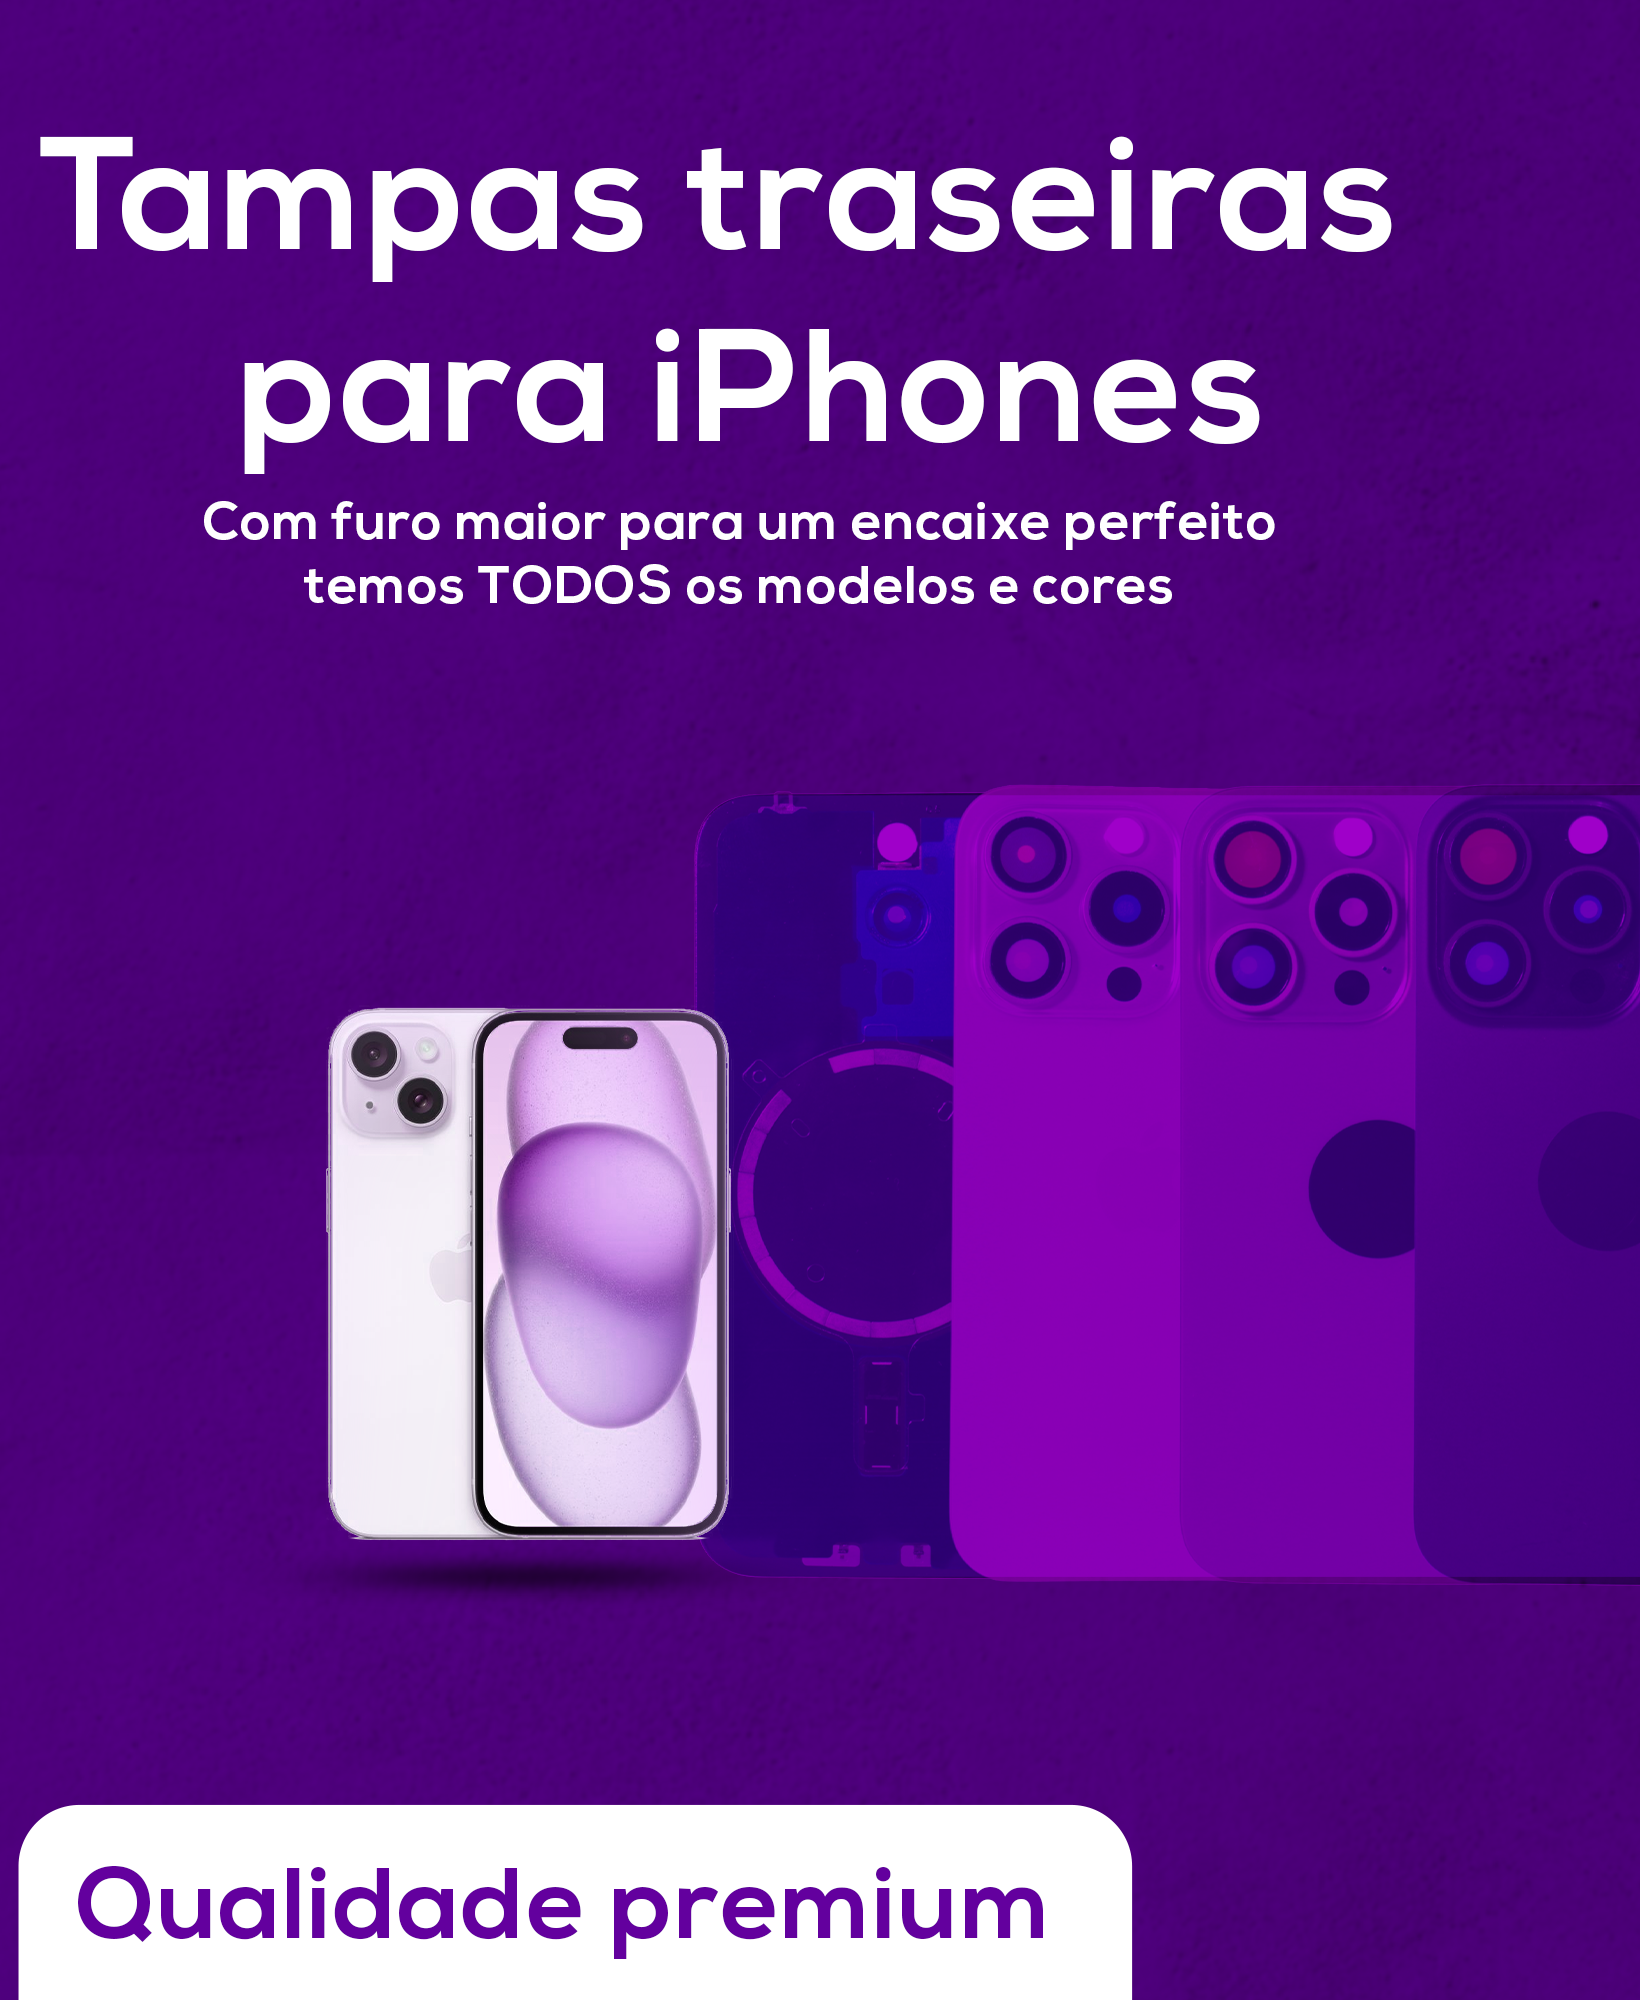 Tampas traseiras
para iPhones
Com furo maior para um encaixe perfeito
temos TODOS os modelos e cores
Qualidade premium